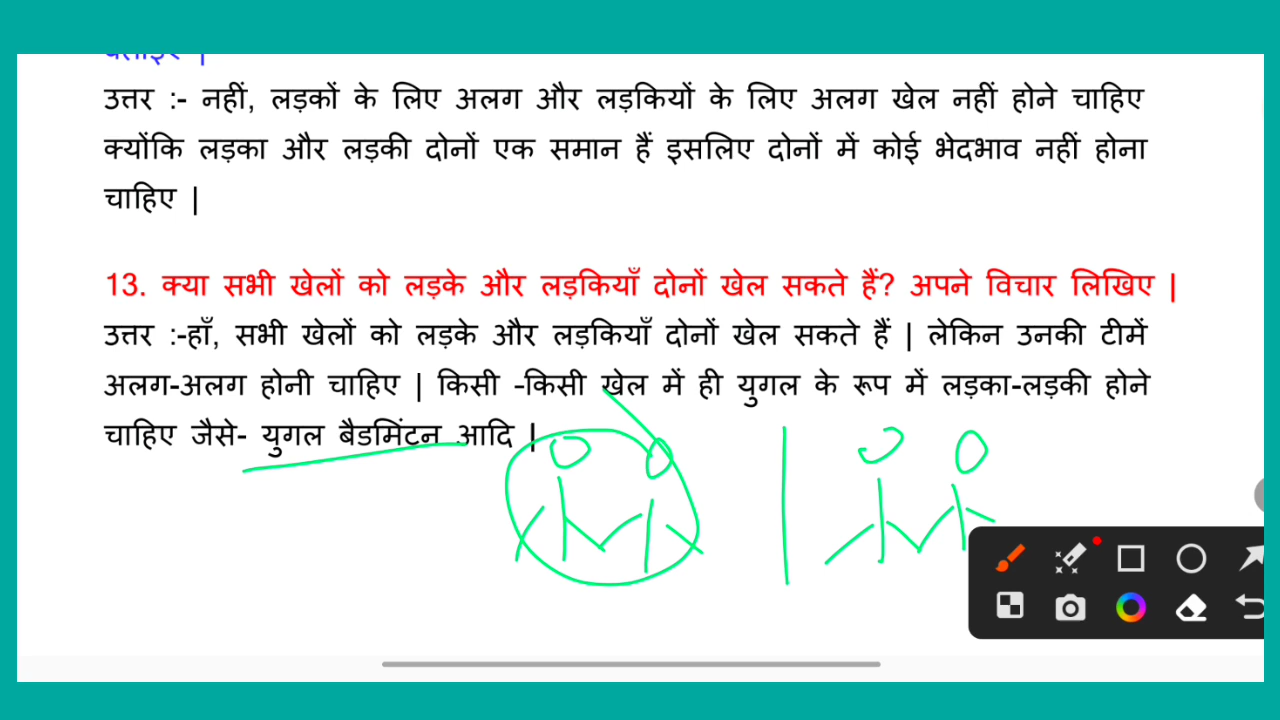 उत्तर :- नहीं, लड़कों के लिए अलग और लड़कियों के लिए अलग खेल नहीं होने चाहिए
क्योंकि लड़का और लड़की दोनों एक समान हैं इसलिए दोनों में कोई भेदभाव नहीं होना
चाहिए |
13. क्या सभी खेलों को लड़के और लड़कियाँ दोनों खेल सकते हैं? अपने विचार लिखिए |
उत्तर :-हाँ, सभी खेलों को लड़के और लड़कियाँ दोनों खेल सकते हैं | लेकिन उनकी टीमें
अलग-अलग होनी चाहिए | किसी -किसी खेल में ही युगल के रूप में लड़का-लड़की होने
चाहिए जैसे- युगल बैडमिंटन आदि |